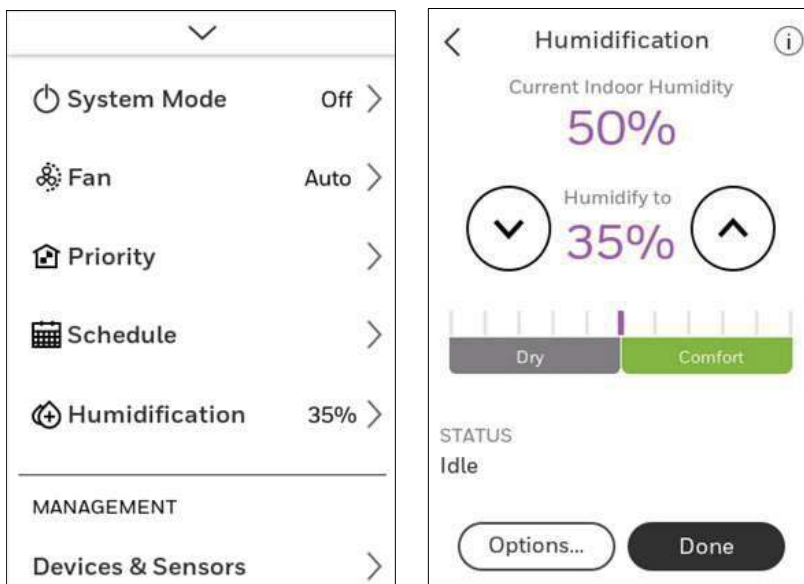 System Mode Off
Fan Auto
Priority
Schedule
Humidification 35%
MANAGEMENT
Devices & Sensors
Humidification
Current Indoor Humidity
50%
Humidify to
35%
Dry Comfort
STATUS
Idle
Options... Done